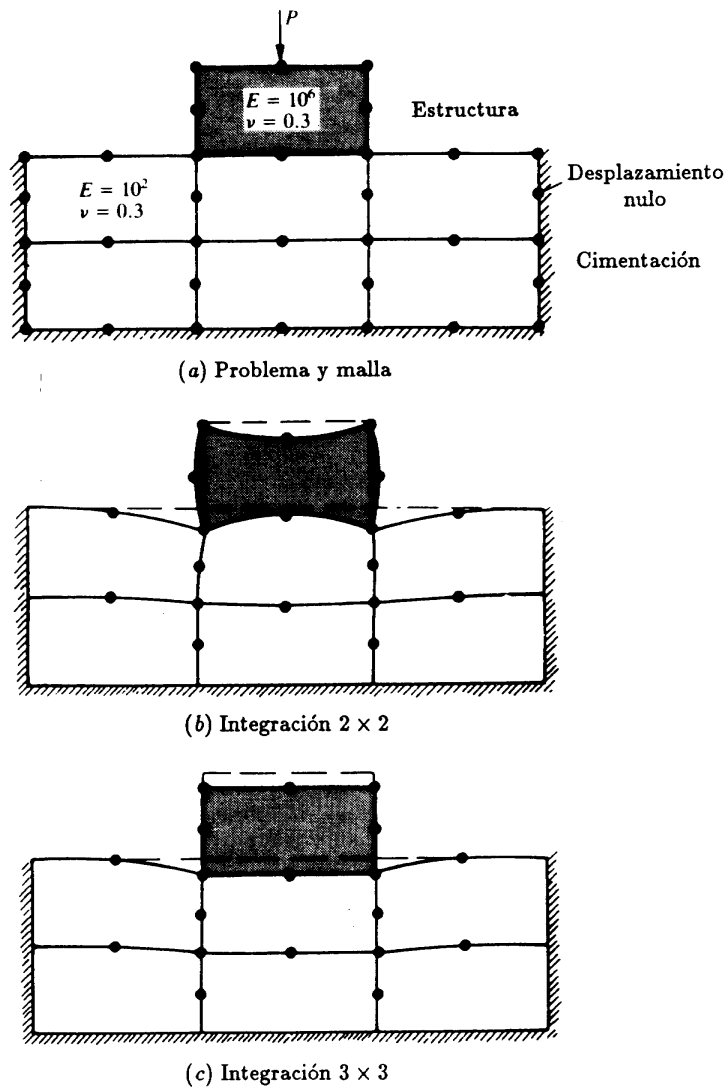 P
E = 10⁶
ν = 0.3
Estructura
E = 10²
ν = 0.3
Desplazamiento
nulo
Cimentación
(a) Problema y malla
(b) Integración 2 × 2
(c) Integración 3 × 3